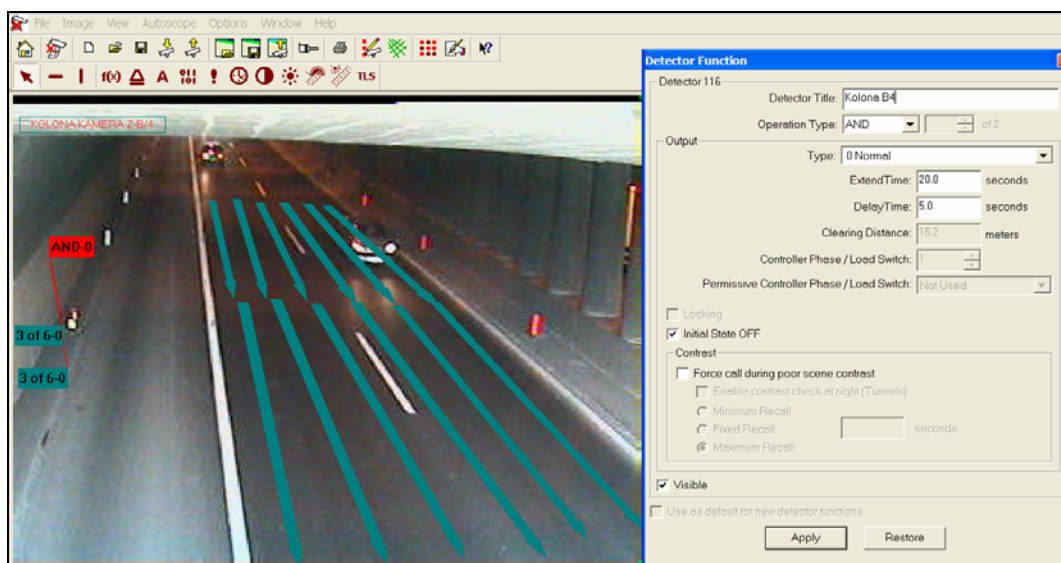 File Image View Autoscope Options Window Help
f(x) A TLS
KOLONA KAMERA 2-B/4
AND-0
3 of 6-0
3 of 6-0
Detector Function
Detector 116
Detector Title: Kolona B4
Operation Type: AND of 2
Output
Type: 0 Normal
ExtendTime: 20.0 seconds
DelayTime: 5.0 seconds
Clearing Distance: 15.2 meters
Controller Phase / Load Switch: 1
Permissive Controller Phase / Load Switch: Not Used
Locking
Initial State OFF
Contrast
Force call during poor scene contrast
Enable contrast check at night (Tunnels)
Minimum Recall
Fixed Recall: seconds
Maximum Recall
Visible
Use as default for new detector functions
Apply Restore